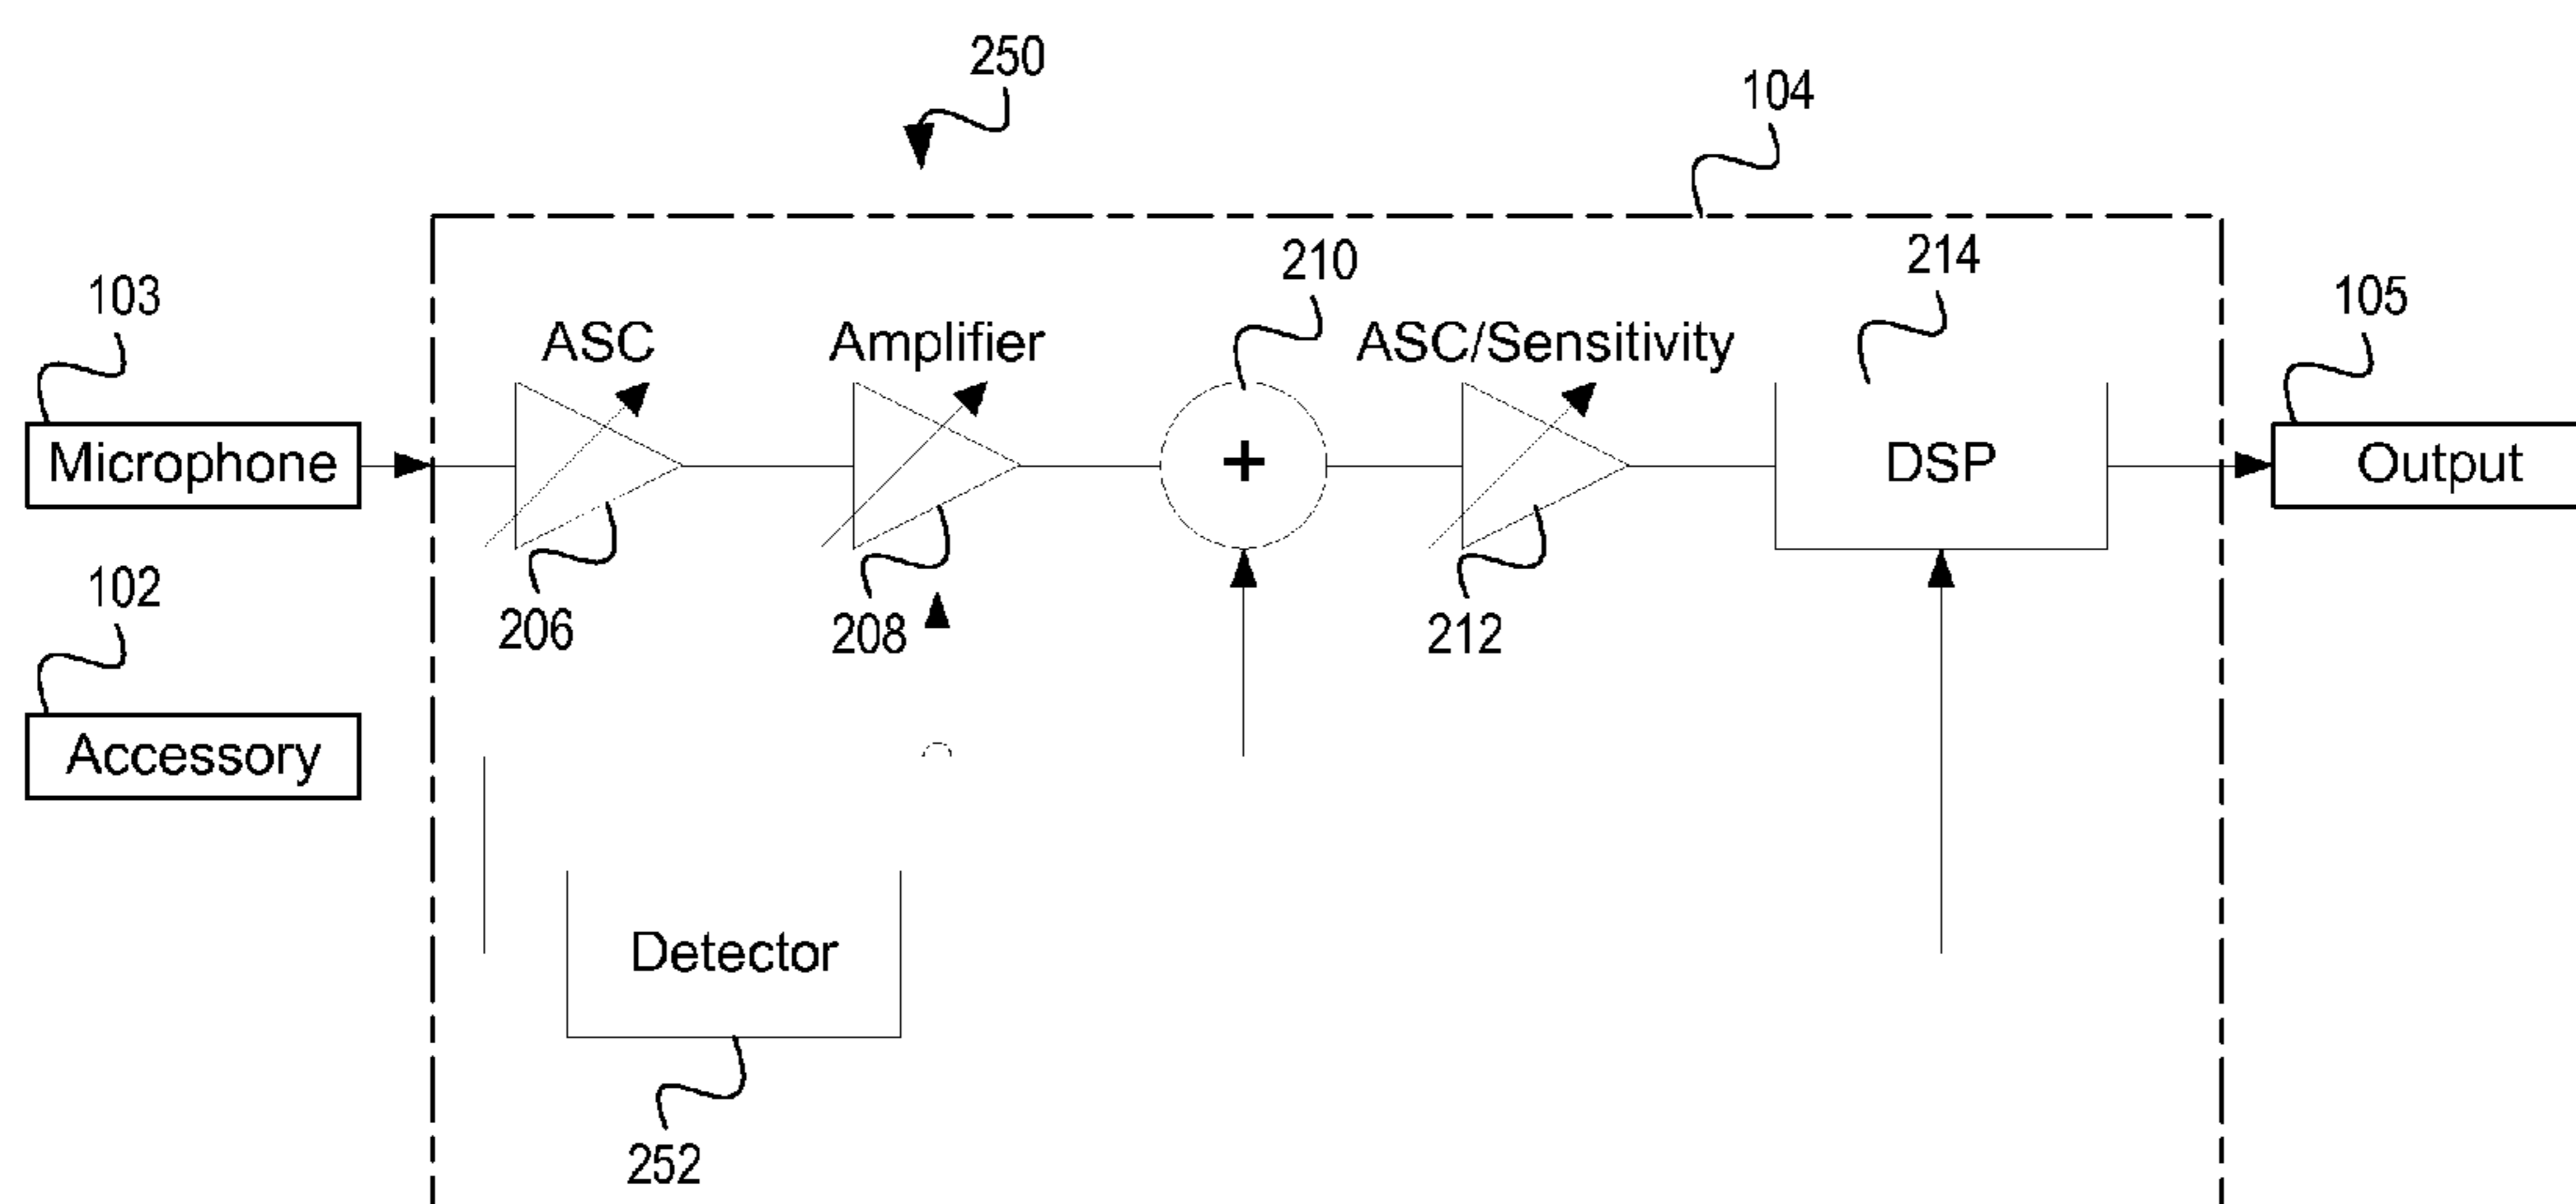 250
104
210
214
103
105
ASC
Amplifier
ASC/Sensitivity
Microphone
+
DSP
Output
102
206
208
212
Accessory
Detector
252